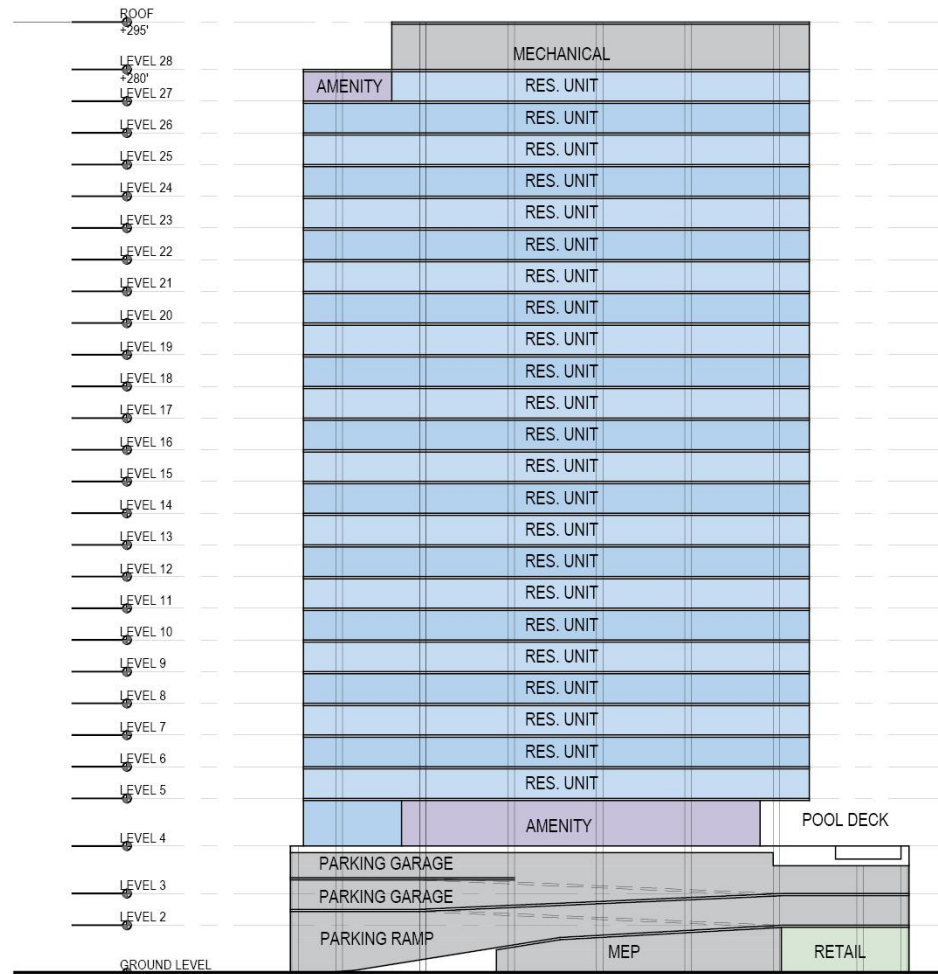 ROOF
+295'
MECHANICAL
LEVEL 28
+280'
AMENITY
RES. UNIT
LEVEL 27
RES. UNIT
LEVEL 26
RES. UNIT
LEVEL 25
RES. UNIT
LEVEL 24
RES. UNIT
LEVEL 23
RES. UNIT
LEVEL 22
RES. UNIT
LEVEL 21
RES. UNIT
LEVEL 20
RES. UNIT
LEVEL 19
RES. UNIT
LEVEL 18
RES. UNIT
LEVEL 17
RES. UNIT
LEVEL 16
RES. UNIT
LEVEL 15
RES. UNIT
LEVEL 14
RES. UNIT
LEVEL 13
RES. UNIT
LEVEL 12
RES. UNIT
LEVEL 11
RES. UNIT
LEVEL 10
RES. UNIT
LEVEL 9
RES. UNIT
LEVEL 8
RES. UNIT
LEVEL 7
RES. UNIT
LEVEL 6
RES. UNIT
LEVEL 5
AMENITY
POOL DECK
LEVEL 4
PARKING GARAGE
LEVEL 3
PARKING GARAGE
LEVEL 2
PARKING RAMP
MEP
RETAIL
GROUND LEVEL